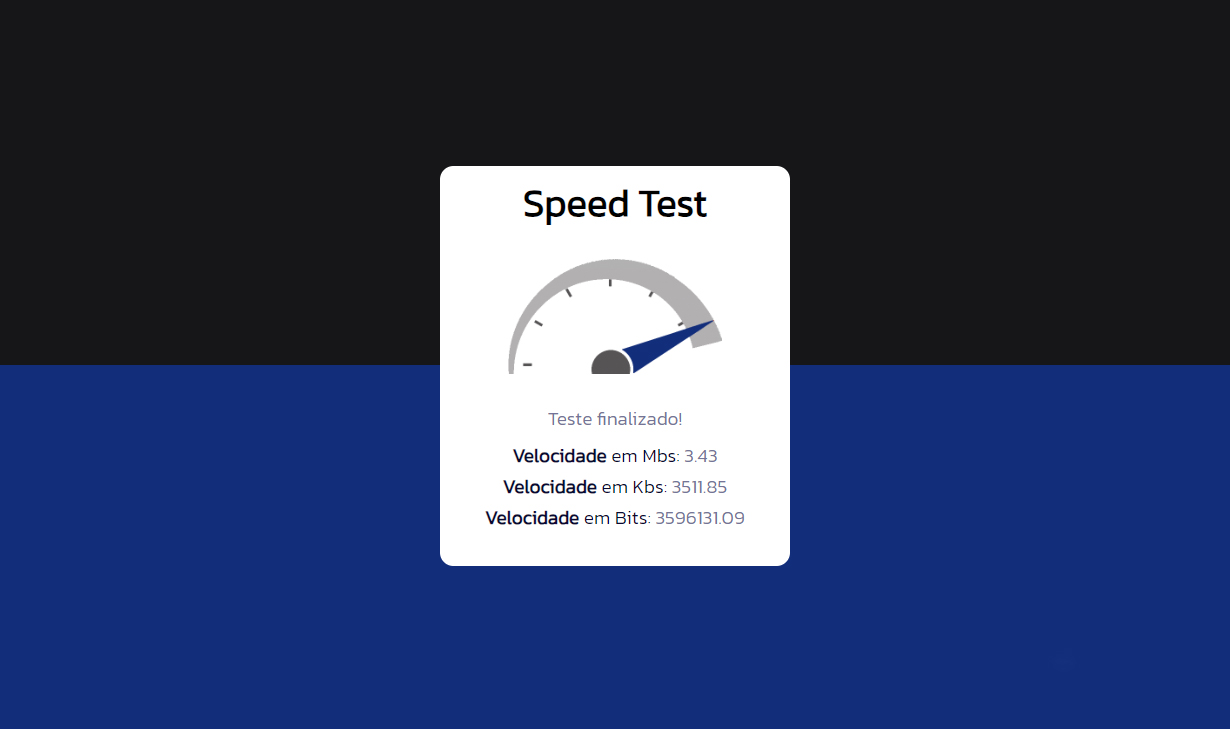 Speed Test
Teste finalizado!
Velocidade em Mbs: 3.43
Velocidade em Kbs: 3511.85
Velocidade em Bits: 3596131.09